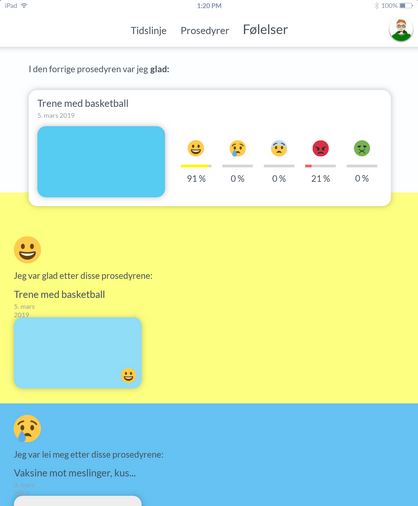 iPad 1:20 PM 100%
Tidslinje Prosedyrer Følelser
I den forrige prosedyren var jeg glad:
Trene med basketball
5. mars 2019
91 % 0 % 0 % 21 % 0 %
Jeg var glad etter disse prosedyrene:
Trene med basketball
5. mars
2019
Jeg var lei meg etter disse prosedyrene:
Vaksine mot meslinger, kus...
5. mars